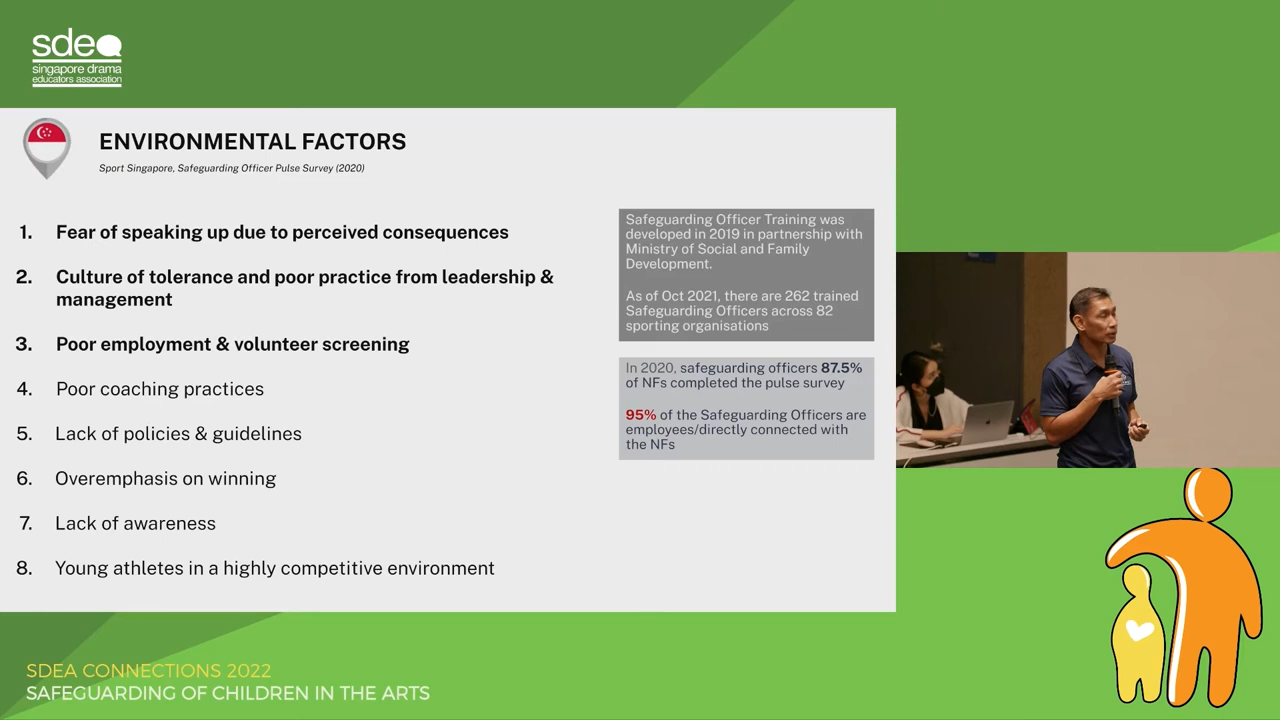 sdea
singapore drama
educators association
ENVIRONMENTAL FACTORS
Sport Singapore, Safeguarding Officer Pulse Survey (2020)
1. Fear of speaking up due to perceived consequences
2. Culture of tolerance and poor practice from leadership &
management
3. Poor employment & volunteer screening
4. Poor coaching practices
5. Lack of policies & guidelines
6. Overemphasis on winning
7. Lack of awareness
8. Young athletes in a highly competitive environment
Safeguarding Officer Training was
developed in 2019 in partnership with
Ministry of Social and Family
Development.
As of Oct 2021, there are 262 trained
Safeguarding Officers across 82
sporting organisations
In 2020, safeguarding officers 87.5%
of NFs completed the pulse survey
95% of the Safeguarding Officers are
employees/directly connected with
the NFs
SDEA CONNECTIONS 2022
SAFEGUARDING OF CHILDREN IN THE ARTS